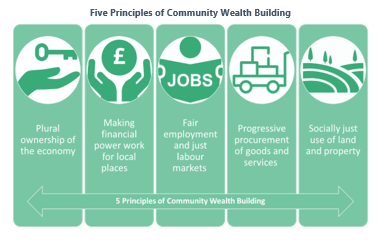 Five Principles of Community Wealth Building
£
JOBS
Plural
ownership of
the economy
Making
financial
power work for
local
places
Fair
employment
and just
labour
markets
Progressive
procurement
of goods and
services
Socially just
use of land
and property
5 Principles of Community Wealth Building